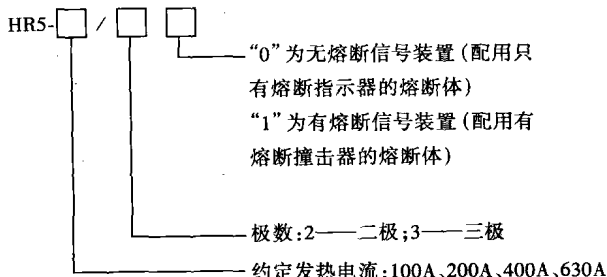 HR5-□/□ □
“0”为无熔断信号装置(配用只
有熔断指示器的熔断体)
“1”为有熔断信号装置(配用有
熔断撞击器的熔断体)
极数:2——二极;3——三极
约定发热电流:100A、200A、400A、630A